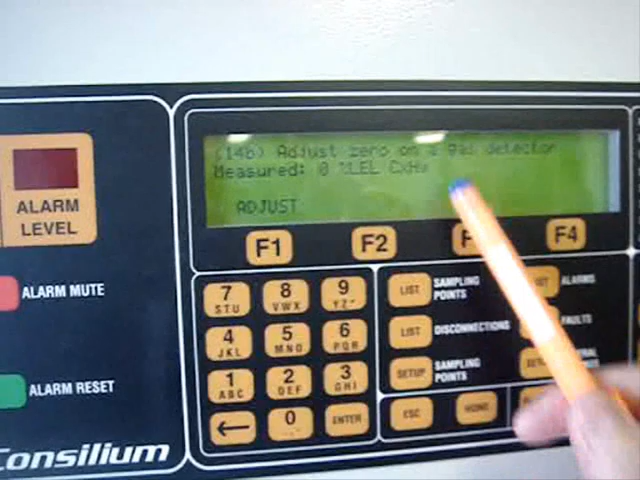 (146) Adjust zero on a gas detector
Measured: 0 %LEL CxHy
ADJUST
ALARM
LEVEL
F1
F2
F4
ALARM MUTE
ALARM RESET
Consilium
7
STU
8
VWX
9
YZ
4
JKL
5
MNO
6
PQR
1
ABC
2
DEF
3
GHI
←
0
ENTER
LIST
SAMPLING
POINTS
LIST
DISCONNECTIONS
SETUP
SAMPLING
POINTS
ESC
HOME
ALARMS
FAULTS